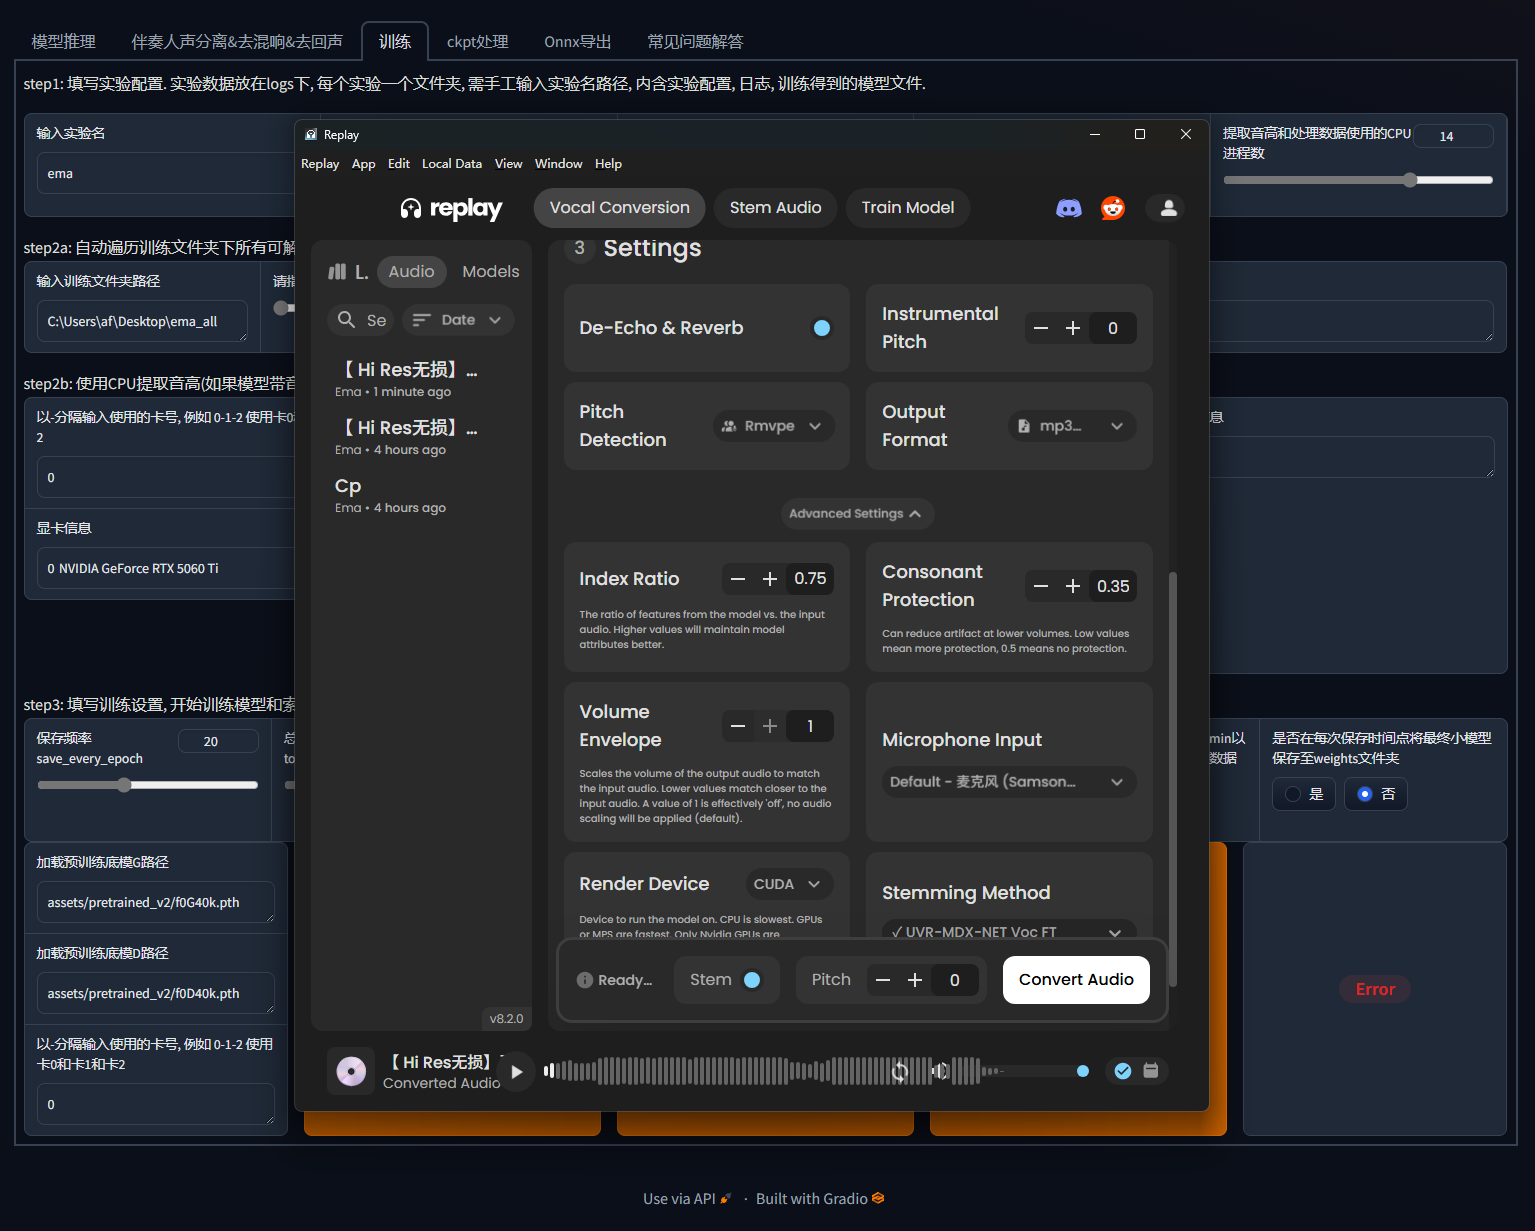 模型推理
伴奏人声分离&去混响&去回声
训练
ckpt处理
Onnx导出
常见问题解答
step1: 填写实验配置. 实验数据放在logs下, 每个实验一个文件夹, 需手工输入实验名路径, 内含实验配置, 日志, 训练得到的模型文件.
输入实验名
ema
提取音高和处理数据使用的CPU
进程数
14
step2a: 自动遍历训练文件夹下所有可解
输入训练文件夹路径
C:\Users\af\Desktop\ema_all
请指
step2b: 使用CPU提取音高(如果模型带音
以-分隔输入使用的卡号, 例如 0-1-2 使用卡0
2
0
显卡信息
0 NVIDIA GeForce RTX 5060 Ti
息
step3: 填写训练设置, 开始训练模型和索
保存频率
save_every_epoch
20
总
to
min以
数据
是否在每次保存时间点将最终小模型
保存至weights文件夹
是
否
加载预训练底模G路径
assets/pretrained_v2/f0G40k.pth
加载预训练底模D路径
assets/pretrained_v2/f0D40k.pth
以-分隔输入使用的卡号, 例如 0-1-2 使用
卡0和卡1和卡2
0
Error
Replay
Replay App Edit Local Data View Window Help
replay
Vocal Conversion
Stem Audio
Train Model
L.
Audio
Models
Se
Date
【 Hi Res无损】...
Ema • 1 minute ago
【 Hi Res无损】...
Ema • 4 hours ago
Cp
Ema • 4 hours ago
v8.2.0
3 Settings
De-Echo & Reverb
Instrumental
Pitch
0
Pitch
Detection
Rmvpe
Output
Format
mp3...
Advanced Settings
Index Ratio
0.75
The ratio of features from the model vs. the input
audio. Higher values will maintain model
attributes better.
Consonant
Protection
0.35
Can reduce artifact at lower volumes. Low values
mean more protection, 0.5 means no protection.
Volume
Envelope
1
Scales the volume of the output audio to match
the input audio. Lower values match closer to the
input audio. A value of 1 is effectively 'off', no audio
scaling will be applied (default).
Microphone Input
Default - 麦克风 (Samson...
Render Device
CUDA
Device to run the model on. CPU is slowest. GPUs
or MPS are fastest. Only Nvidia GPUs are
Stemming Method
✓ UVR-MDX-NET Voc FT
Ready...
Stem
Pitch
0
Convert Audio
【 Hi Res无损】
Converted Audio
Use via API · Built with Gradio